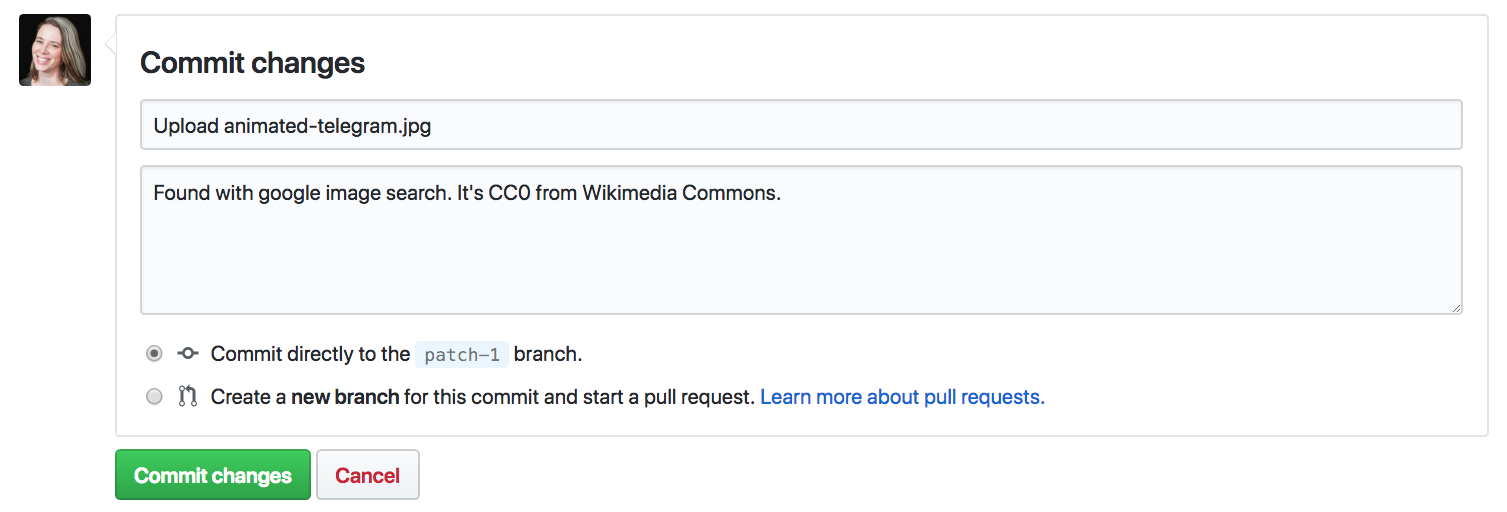 Commit changes
Upload animated-telegram.jpg
Found with google image search. It's CC0 from Wikimedia Commons.
Commit directly to the patch-1 branch.
Create a new branch for this commit and start a pull request. Learn more about pull requests.
Commit changes Cancel